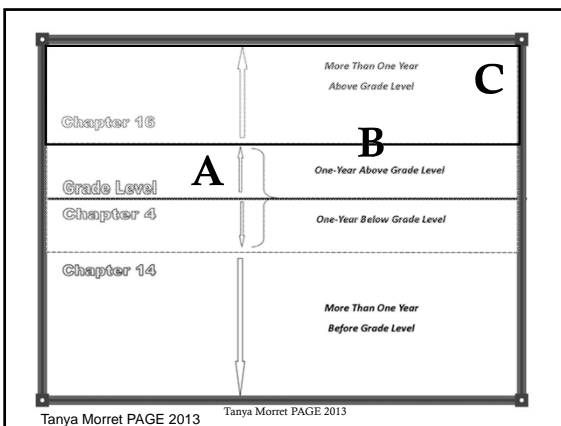 More Than One Year
Above Grade Level
C
Chapter 16
B
A
One-Year Above Grade Level
Grade Level
Chapter 4
One-Year Below Grade Level
Chapter 14
More Than One Year
Before Grade Level
Tanya Morret PAGE 2013
Tanya Morret PAGE 2013